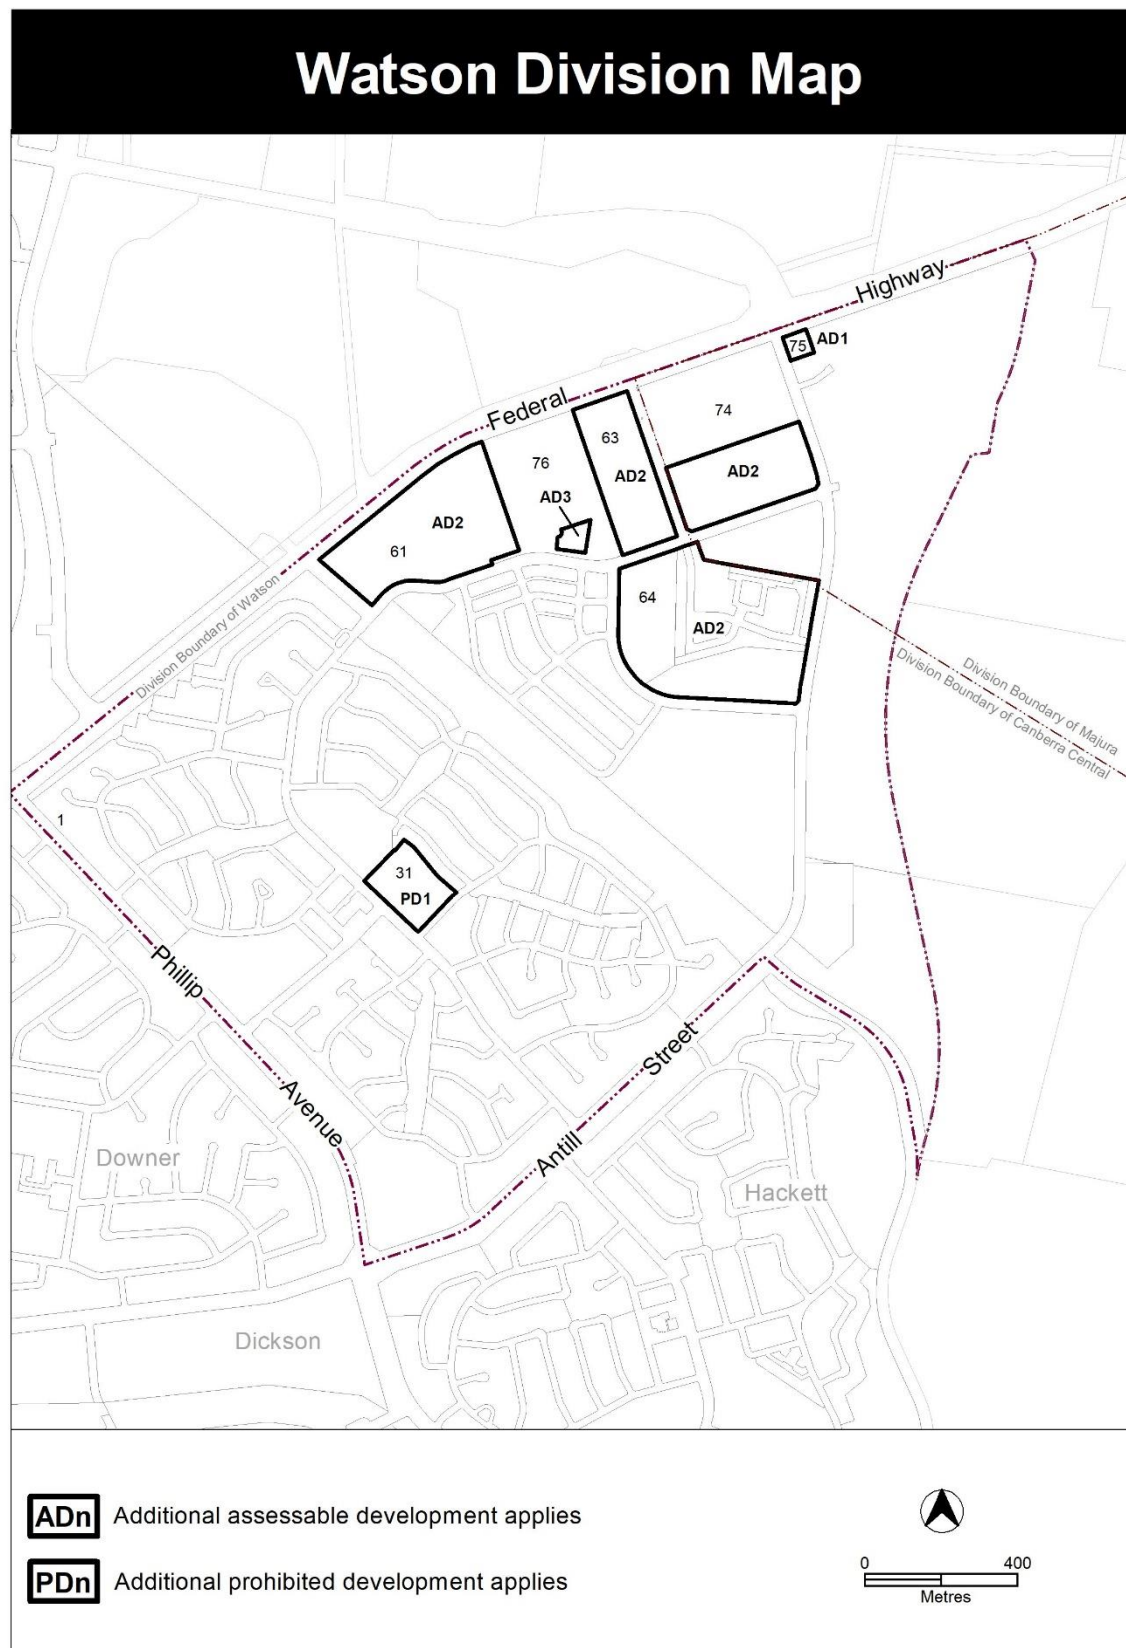 Watson Division Map
Highway
75
AD1
Federal
74
63
76
AD2
AD2
AD3
AD2
61
64
AD2
Division Boundary of Watson
Division Boundary of Majura
Division Boundary of Canberra Central
1
31
PD1
Phillip
Avenue
Street
Antill
Downer
Hackett
Dickson
ADn Additional assessable development applies
PDn Additional prohibited development applies
0 400
Metres